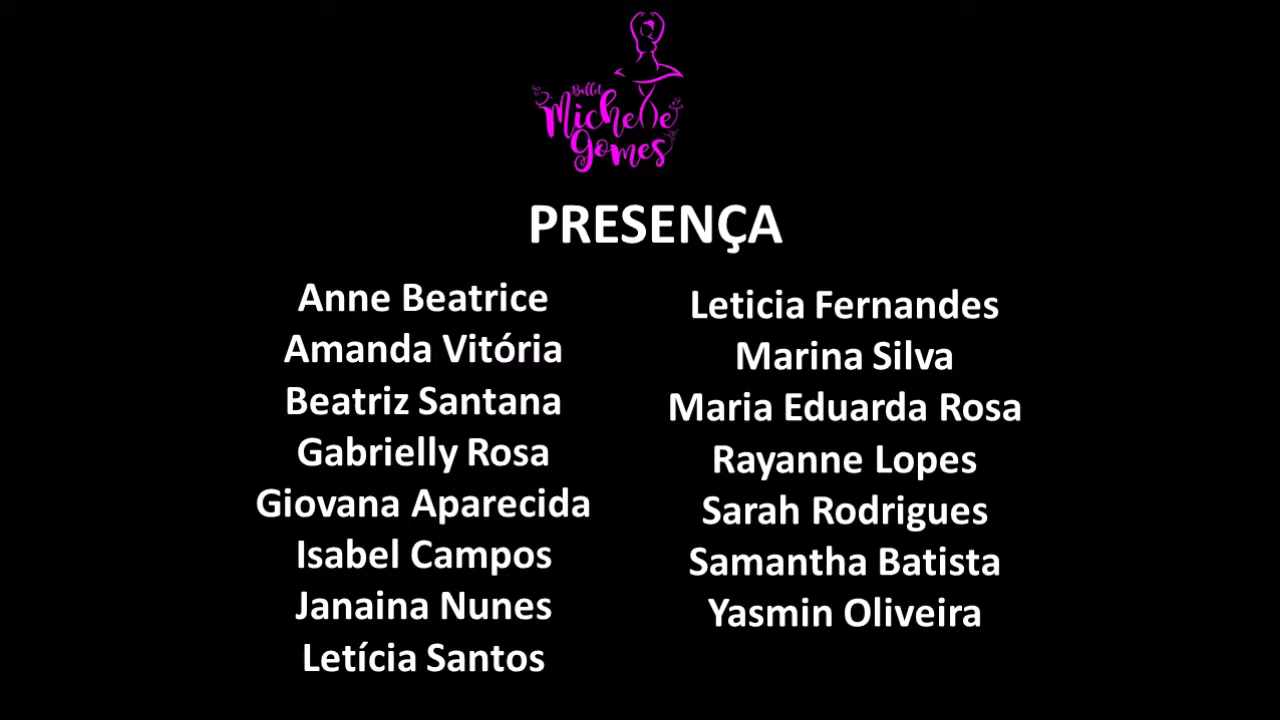 Ballet
Michelle
Gomes
PRESENÇA
Anne Beatrice
Amanda Vitória
Beatriz Santana
Gabrielly Rosa
Giovana Aparecida
Isabel Campos
Janaina Nunes
Letícia Santos
Leticia Fernandes
Marina Silva
Maria Eduarda Rosa
Rayanne Lopes
Sarah Rodrigues
Samantha Batista
Yasmin Oliveira